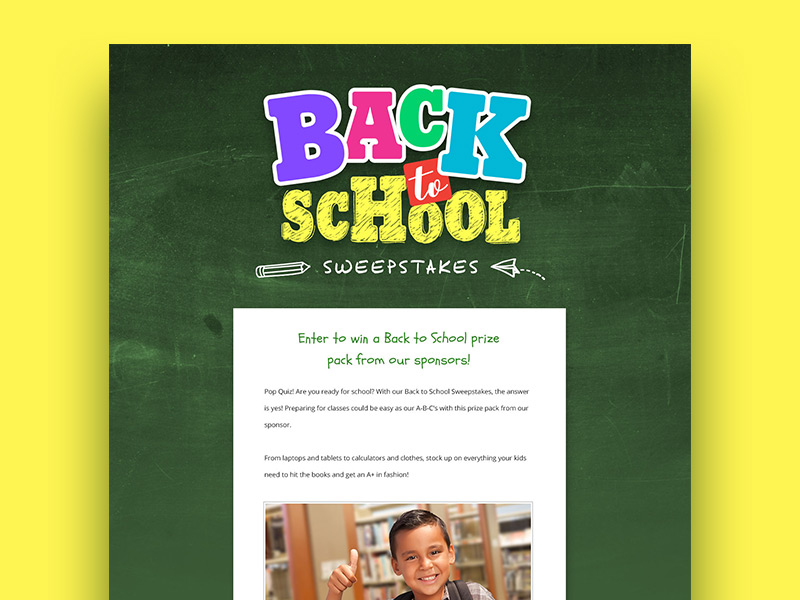 BACK
to
SCHOOL
SWEEPSTAKES
Enter to win a Back to School prize
pack from our sponsors!
Pop Quiz! Are you ready for school? With our Back to School Sweepstakes, the answer
is yes! Preparing for classes could be easy as our A-B-C's with this prize pack from our
sponsor.
From laptops and tablets to calculators and clothes, stock up on everything your kids
need to hit the books and get an A+ in fashion!